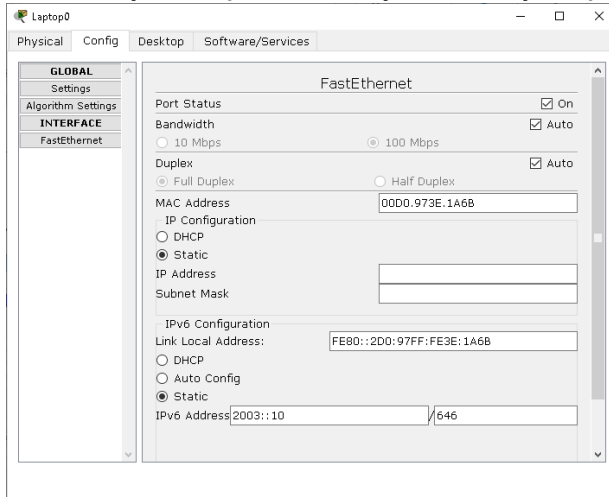 Laptop0
Physical Config Desktop Software/Services
GLOBAL
Settings
Algorithm Settings
INTERFACE
FastEthernet
FastEthernet
Port Status On
Bandwidth Auto
10 Mbps 100 Mbps
Duplex Auto
Full Duplex Half Duplex
MAC Address 00D0.973E.1A6B
IP Configuration
DHCP
Static
IP Address
Subnet Mask
IPv6 Configuration
Link Local Address: FE80::2D0:97FF:FE3E:1A6B
DHCP
Auto Config
Static
IPv6 Address 2003::10 / 646